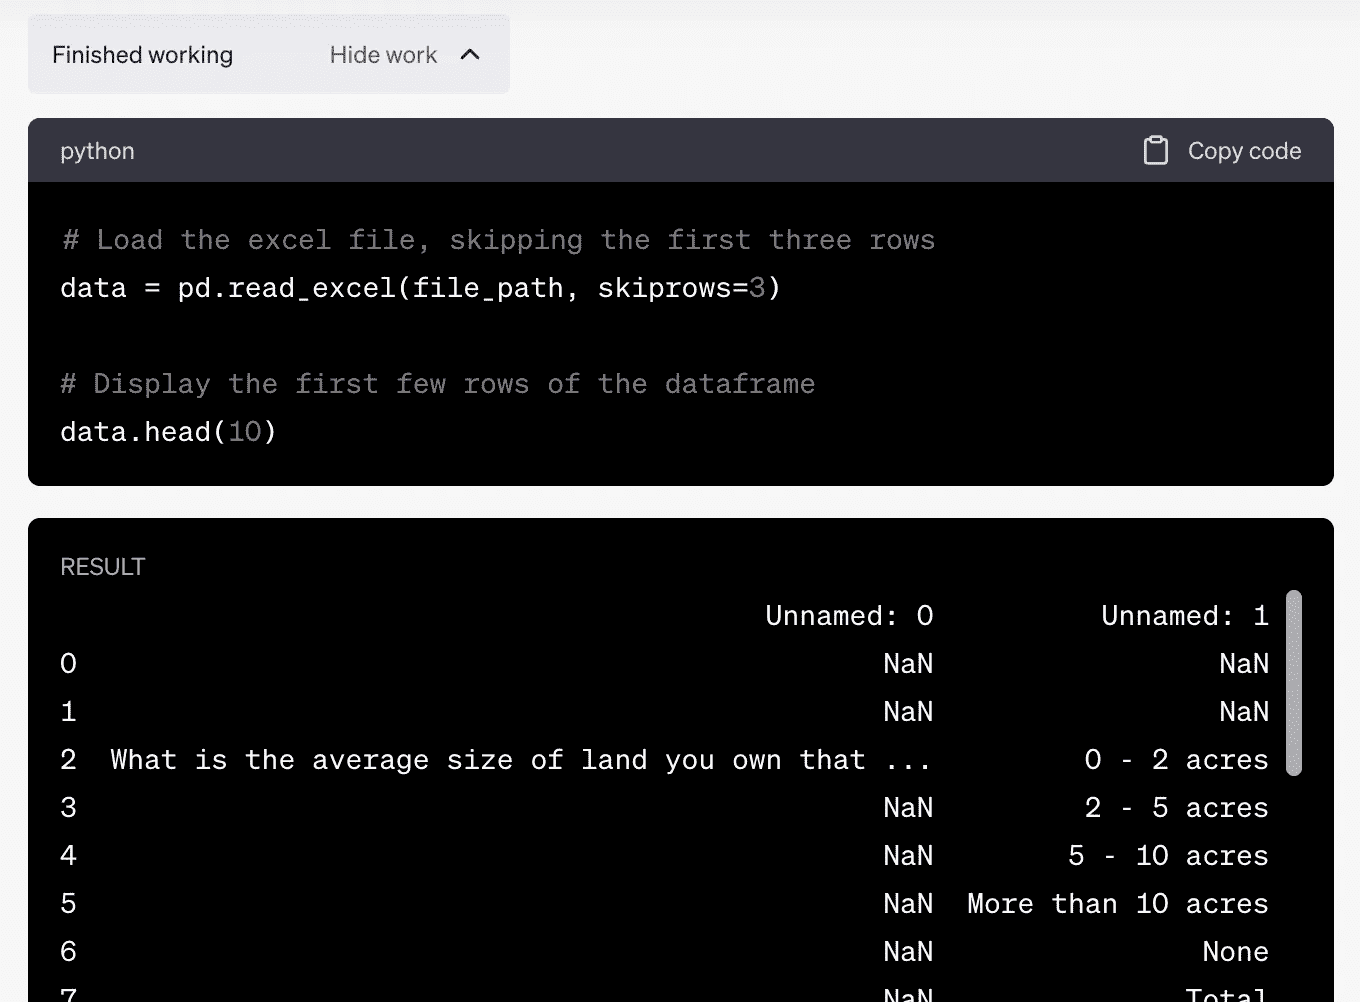 Finished working Hide work
python Copy code
# Load the excel file, skipping the first three rows
data = pd.read_excel(file_path, skiprows=3)
# Display the first few rows of the dataframe
data.head(10)
RESULT
Unnamed: 0 Unnamed: 1
0 NaN NaN
1 NaN NaN
2 What is the average size of land you own that ... 0 - 2 acres
3 NaN 2 - 5 acres
4 NaN 5 - 10 acres
5 NaN More than 10 acres
6 NaN None
7 NaN Total